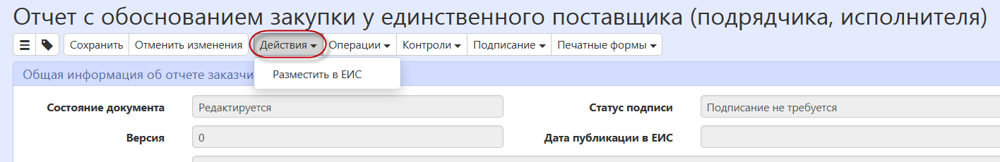 Отчет с обоснованием закупки у единственного поставщика (подрядчика, исполнителя)
Сохранить Отменить изменения Действия Операции Контроли Подписание Печатные формы
Разместить в ЕИС
Общая информация об отчете заказчи
Состояние документа Редактируется Статус подписи Подписание не требуется
Версия 0 Дата публикации в ЕИС